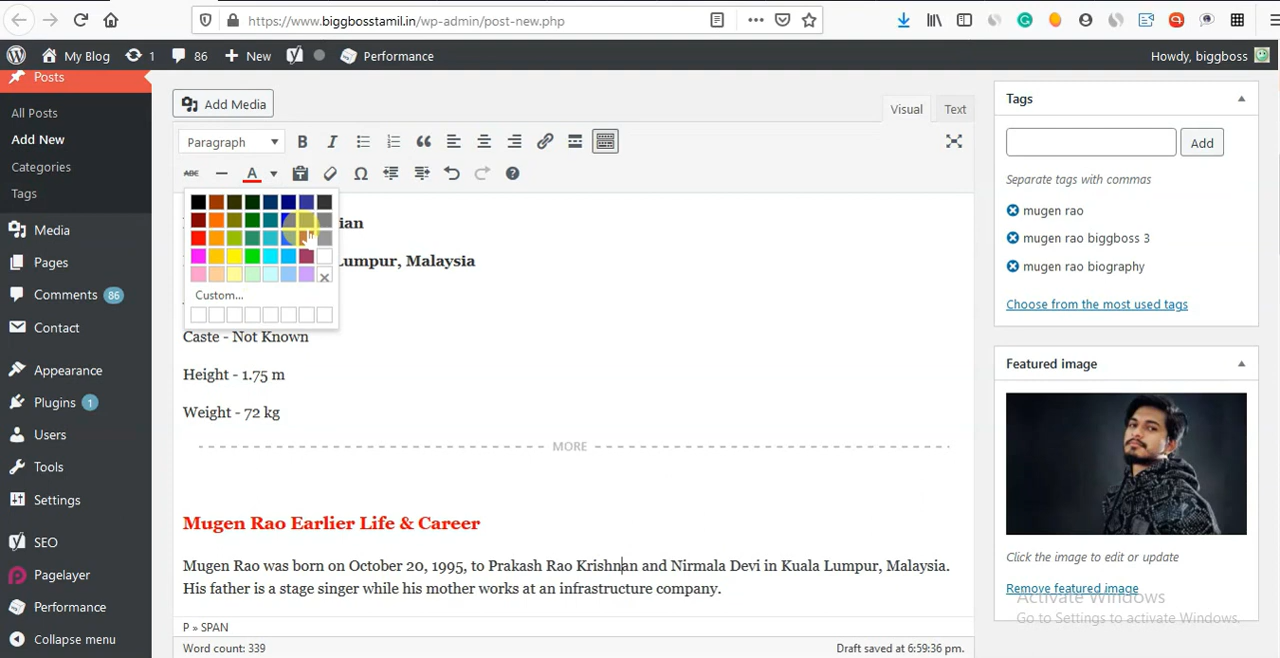 https://www.biggbosstamil.in/wp-admin/post-new.php
My Blog 1 86 New Performance
Howdy, biggboss
Posts
All Posts
Add New
Categories
Tags
Media
Pages
Comments 86
Contact
Appearance
Plugins 1
Users
Tools
Settings
SEO
Pagelayer
Performance
Collapse menu
Add Media
Visual Text
Paragraph B I
ABC A
Custom...
Lumpur, Malaysia
Caste - Not Known
Height - 1.75 m
Weight - 72 kg
MORE
Mugen Rao Earlier Life & Career
Mugen Rao was born on October 20, 1995, to Prakash Rao Krishnan and Nirmala Devi in Kuala Lumpur, Malaysia.
His father is a stage singer while his mother works at an infrastructure company.
P » SPAN
Word count: 339
Draft saved at 6:59:36 pm.
Tags
Add
Separate tags with commas
mugen rao
mugen rao biggboss 3
mugen rao biography
Choose from the most used tags
Featured image
Click the image to edit or update
Remove featured image
Activate Windows
Go to Settings to activate Windows.